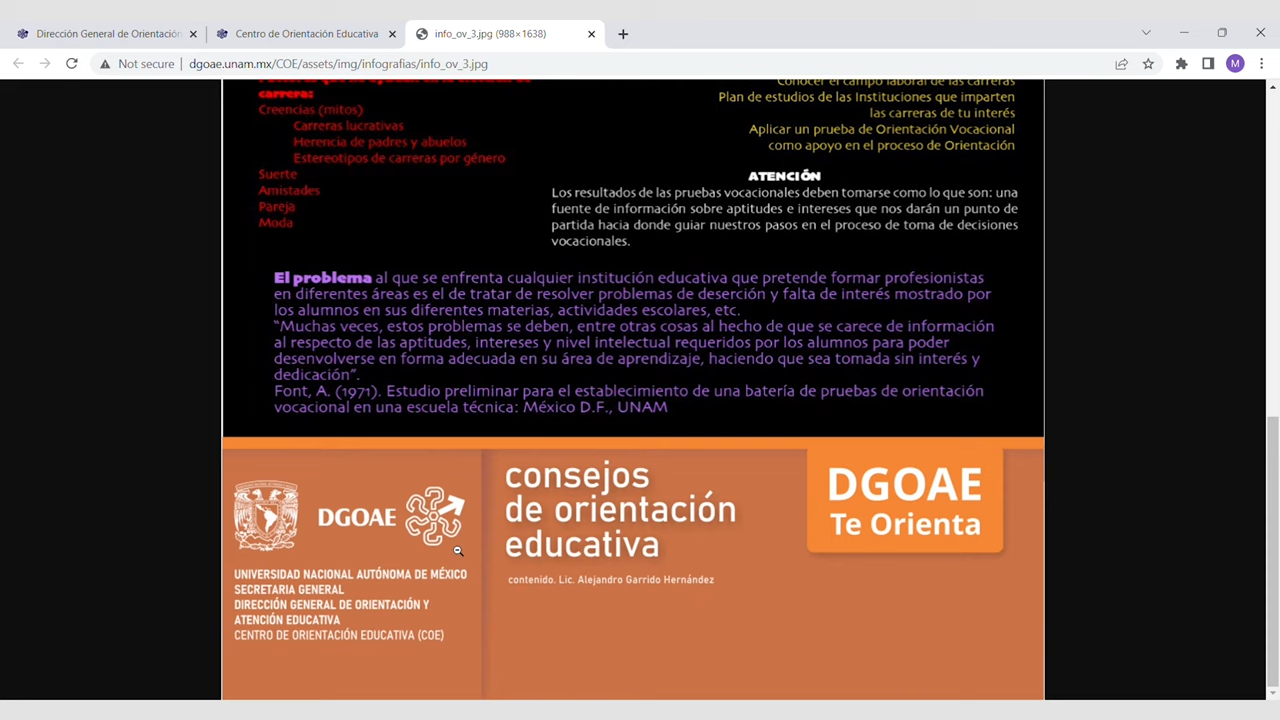 Dirección General de Orientación
Centro de Orientación Educativa
info_ov_3.jpg (988×1638)
Not secure
dgoae.unam.mx/COE/assets/img/infografias/info_ov_3.jpg
M
carrera:
Creencias (mitos)
Carreras lucrativas
Herencia de padres y abuelos
Estereotipos de carreras por género
Suerte
Amistades
Pareja
Moda
Conocer el campo laboral de las carreras
Plan de estudios de las Instituciones que imparten
las carreras de tu interés
Aplicar un prueba de Orientación Vocacional
como apoyo en el proceso de Orientación
ATENCIÓN
Los resultados de las pruebas vocacionales deben tomarse como lo que son: una
fuente de información sobre aptitudes e intereses que nos darán un punto de
partida hacia donde guiar nuestros pasos en el proceso de toma de decisiones
vocacionales.
El problema al que se enfrenta cualquier institución educativa que pretende formar profesionistas
en diferentes áreas es el de tratar de resolver problemas de deserción y falta de interés mostrado por
los alumnos en sus diferentes materias, actividades escolares, etc.
“Muchas veces, estos problemas se deben, entre otras cosas al hecho de que se carece de información
al respecto de las aptitudes, intereses y nivel intelectual requeridos por los alumnos para poder
desenvolverse en forma adecuada en su área de aprendizaje, haciendo que sea tomada sin interés y
dedicación”.
Font, A. (1971). Estudio preliminar para el establecimiento de una batería de pruebas de orientación
vocacional en una escuela técnica: México D.F., UNAM
DGOAE
UNIVERSIDAD NACIONAL AUTÓNOMA DE MÉXICO
SECRETARIA GENERAL
DIRECCIÓN GENERAL DE ORIENTACIÓN Y
ATENCIÓN EDUCATIVA
CENTRO DE ORIENTACIÓN EDUCATIVA (COE)
consejos
de orientación
educativa
contenido. Lic. Alejandro Garrido Hernández
DGOAE
Te Orienta